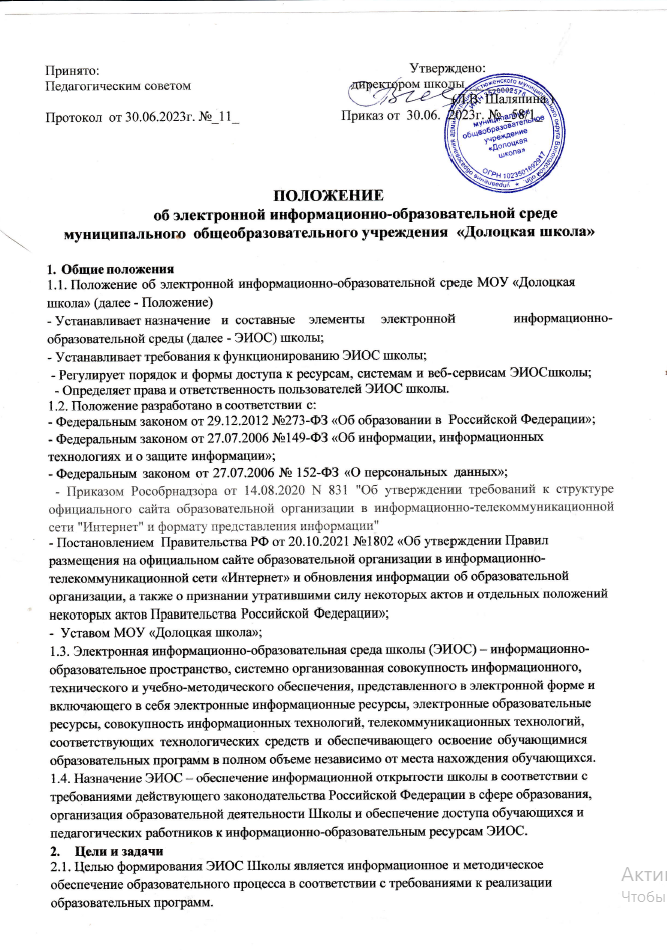 Принято: Утверждено:
Педагогическим советом директором школы
(Л.В. Шаляпина)
Протокол от 30.06.2023г. №_11_ Приказ от 30.06. 2023г. № 58/1
муниципальное
общеобразовательное
учреждение
«Долоцкая
школа»
ОГРН 1023501692917
ПОЛОЖЕНИЕ
об электронной информационно-образовательной среде
муниципального общеобразовательного учреждения «Долоцкая школа»
1. Общие положения
1.1. Положение об электронной информационно-образовательной среде МОУ «Долоцкая
школа» (далее - Положение)
- Устанавливает назначение и составные элементы электронной информационно-
образовательной среды (далее - ЭИОС) школы;
- Устанавливает требования к функционированию ЭИОС школы;
- Регулирует порядок и формы доступа к ресурсам, системам и веб-сервисам ЭИОСшколы;
- Определяет права и ответственность пользователей ЭИОС школы.
1.2. Положение разработано в соответствии с:
- Федеральным законом от 29.12.2012 №273-ФЗ «Об образовании в Российской Федерации»;
- Федеральным законом от 27.07.2006 №149-ФЗ «Об информации, информационных
технологиях и о защите информации»;
- Федеральным законом от 27.07.2006 № 152-ФЗ «О персональных данных»;
- Приказом Рособрнадзора от 14.08.2020 N 831 "Об утверждении требований к структуре
официального сайта образовательной организации в информационно-телекоммуникационной
сети "Интернет" и формату представления информации"
- Постановлением Правительства РФ от 20.10.2021 №1802 «Об утверждении Правил
размещения на официальном сайте образовательной организации в информационно-
телекоммуникационной сети «Интернет» и обновления информации об образовательной
организации, а также о признании утратившими силу некоторых актов и отдельных положений
некоторых актов Правительства Российской Федерации»;
- Уставом МОУ «Долоцкая школа»;
1.3. Электронная информационно-образовательная среда школы (ЭИОС) – информационно-
образовательное пространство, системно организованная совокупность информационного,
технического и учебно-методического обеспечения, представленного в электронной форме и
включающего в себя электронные информационные ресурсы, электронные образовательные
ресурсы, совокупность информационных технологий, телекоммуникационных технологий,
соответствующих технологических средств и обеспечивающего освоение обучающимися
образовательных программ в полном объеме независимо от места нахождения обучающихся.
1.4. Назначение ЭИОС – обеспечение информационной открытости школы в соответствии с
требованиями действующего законодательства Российской Федерации в сфере образования,
организация образовательной деятельности Школы и обеспечение доступа обучающихся и
педагогических работников к информационно-образовательным ресурсам ЭИОС.
2. Цели и задачи
2.1. Целью формирования ЭИОС Школы является информационное и методическое
обеспечение образовательного процесса в соответствии с требованиями к реализации
образовательных программ.
Акти
Чтобы